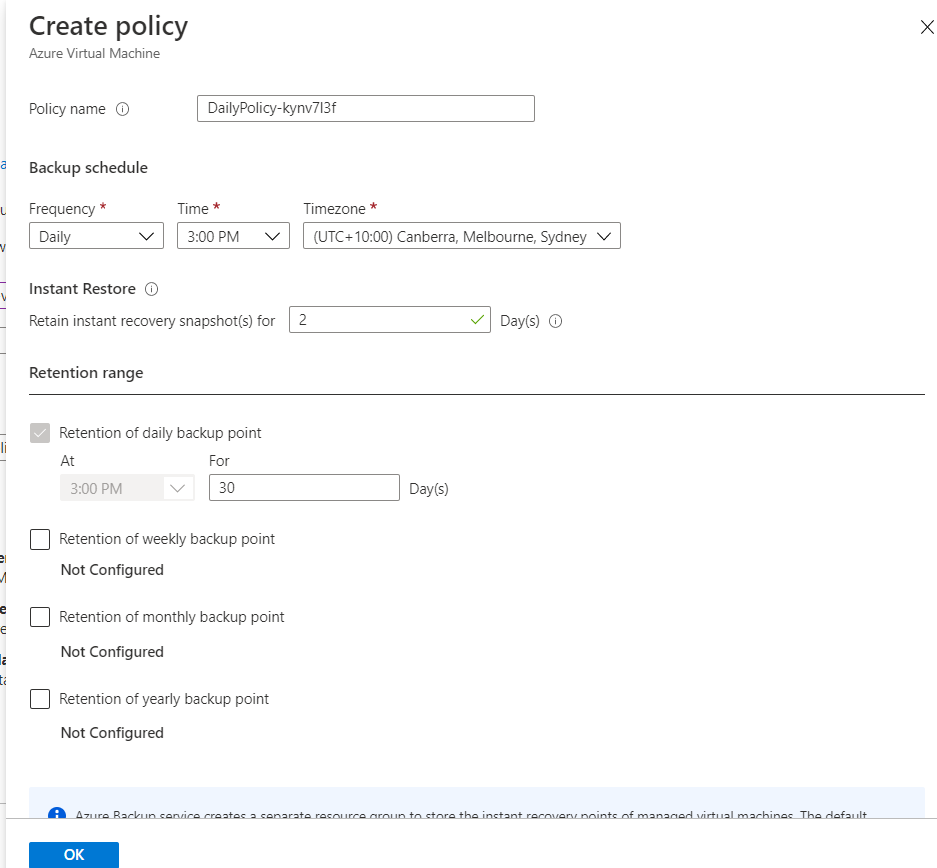 Create policy
Azure Virtual Machine
Policy name
DailyPolicy-kynv7l3f
Backup schedule
Frequency * Time * Timezone *
Daily 3:00 PM (UTC+10:00) Canberra, Melbourne, Sydney
Instant Restore
Retain instant recovery snapshot(s) for 2 Day(s)
Retention range
Retention of daily backup point
At For
3:00 PM 30 Day(s)
Retention of weekly backup point
Not Configured
Retention of monthly backup point
Not Configured
Retention of yearly backup point
Not Configured
Azure Backup service creates a separate resource group to store the instant recovery points of managed virtual machines. The default
OK